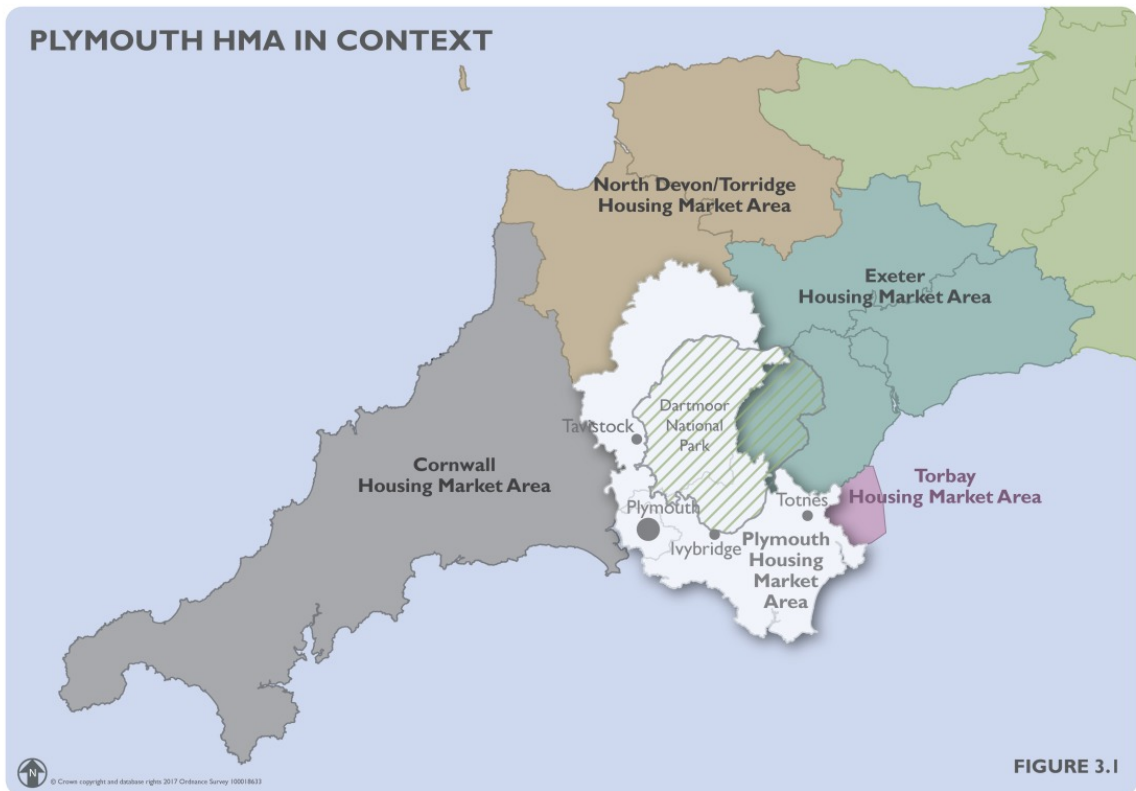 PLYMOUTH HMA IN CONTEXT
North Devon/Torridge
Housing Market Area
Exeter
Housing Market Area
Dartmoor
National
Park
Tavistock
Cornwall
Housing Market Area
Torbay
Housing Market Area
Totnes
Plymouth
Ivybridge
Plymouth
Housing
Market
Area
N
© Crown copyright and database rights 2017 Ordnance Survey 100018633
FIGURE 3.1